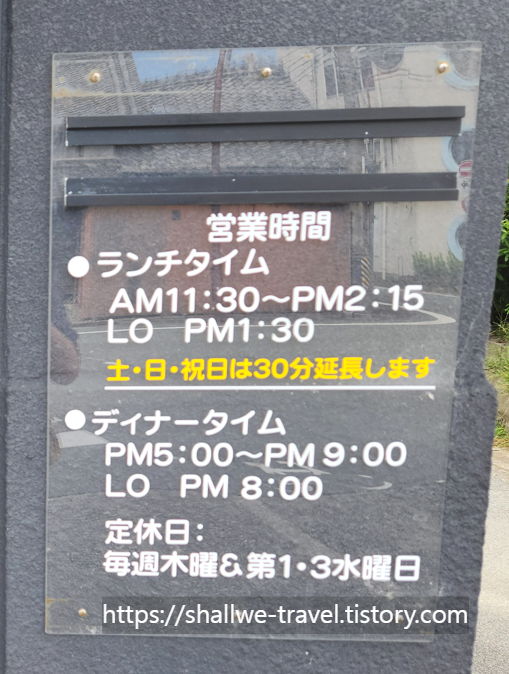 営業時間
●ランチタイム
AM11:30～PM2:15
LO PM1:30
土・日・祝日は30分延長します
●ディナータイム
PM5:00～PM 9:00
LO PM 8:00
定休日:
毎週木曜&第1・3水曜日
https://shallwe-travel.tistory.com